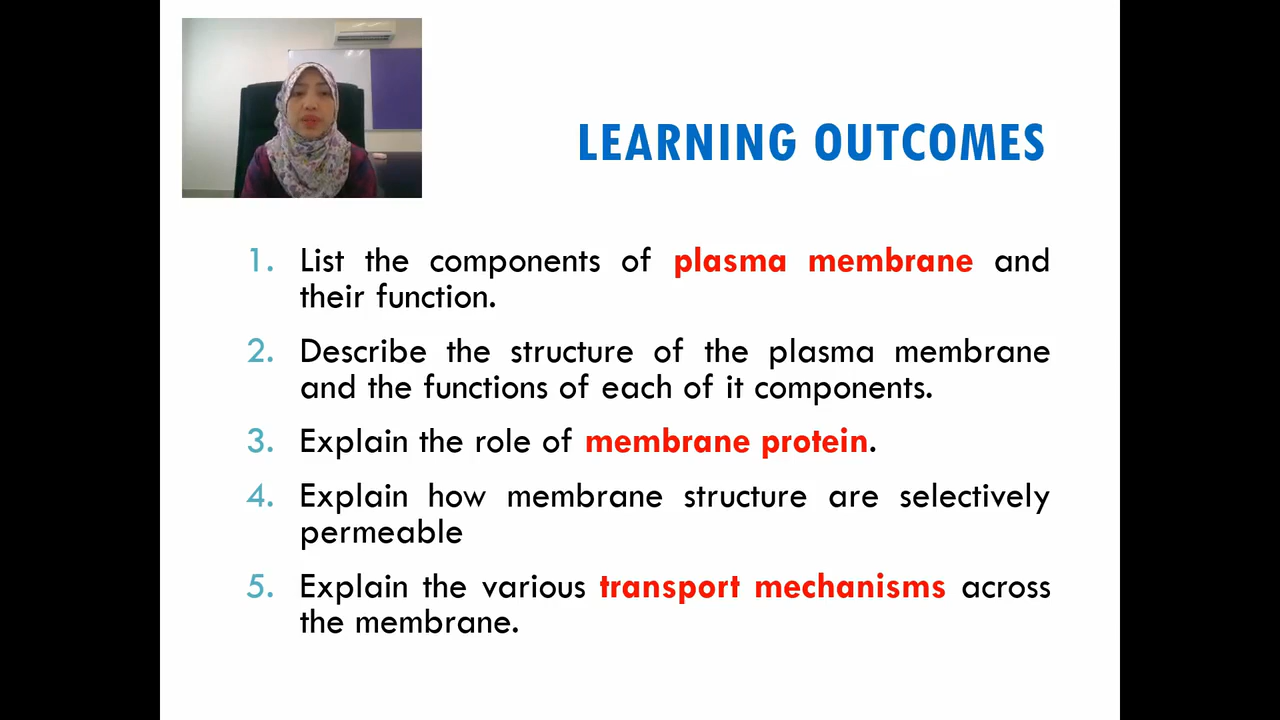 LEARNING OUTCOMES
1. List the components of plasma membrane and
their function.
2. Describe the structure of the plasma membrane
and the functions of each of it components.
3. Explain the role of membrane protein.
4. Explain how membrane structure are selectively
permeable
5. Explain the various transport mechanisms across
the membrane.